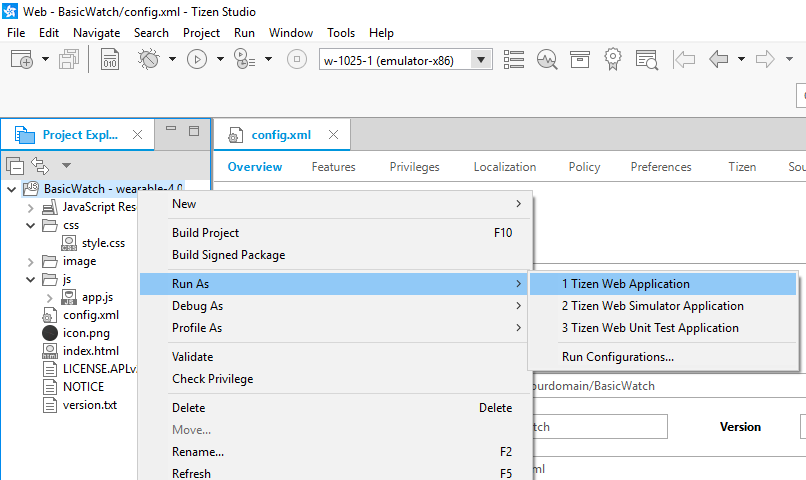 Web - BasicWatch/config.xml - Tizen Studio
File Edit Navigate Search Project Run Window Tools Help
010
w-1025-1 (emulator-x86)
Project Expl...
config.xml
Overview Features Privileges Localization Policy Preferences Tizen Sou
BasicWatch - wearable-4.0
JavaScript Res
css
style.css
image
js
app.js
config.xml
icon.png
index.html
LICENSE.APLv
NOTICE
version.txt
New
Build Project F10
Build Signed Package
Run As
Debug As
Profile As
Validate
Check Privilege
Delete Delete
Move...
Rename... F2
Refresh F5
1 Tizen Web Application
2 Tizen Web Simulator Application
3 Tizen Web Unit Test Application
Run Configurations...
ourdomain/BasicWatch
tch Version
ml